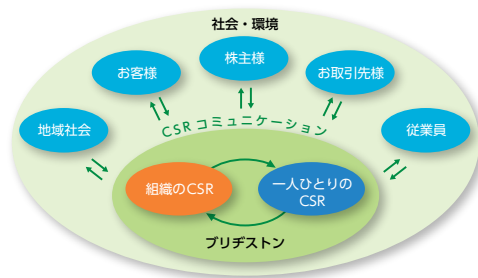 社会・環境
株主様
お客様
お取引先様
地域社会
従業員
CSRコミュニケーション
組織のCSR
一人ひとりの
CSR
ブリヂストン